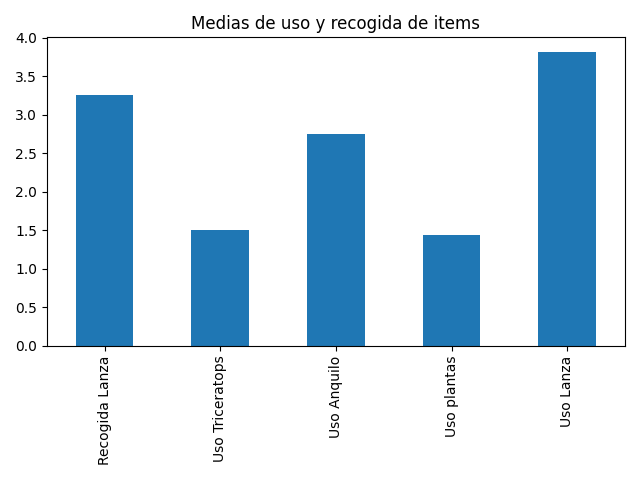 Medias de uso y recogida de items
4.0
3.5
3.0
2.5
2.0
1.5
1.0
0.5
0.0
Recogida Lanza
Uso Triceratops
Uso Anquilo
Uso plantas
Uso Lanza